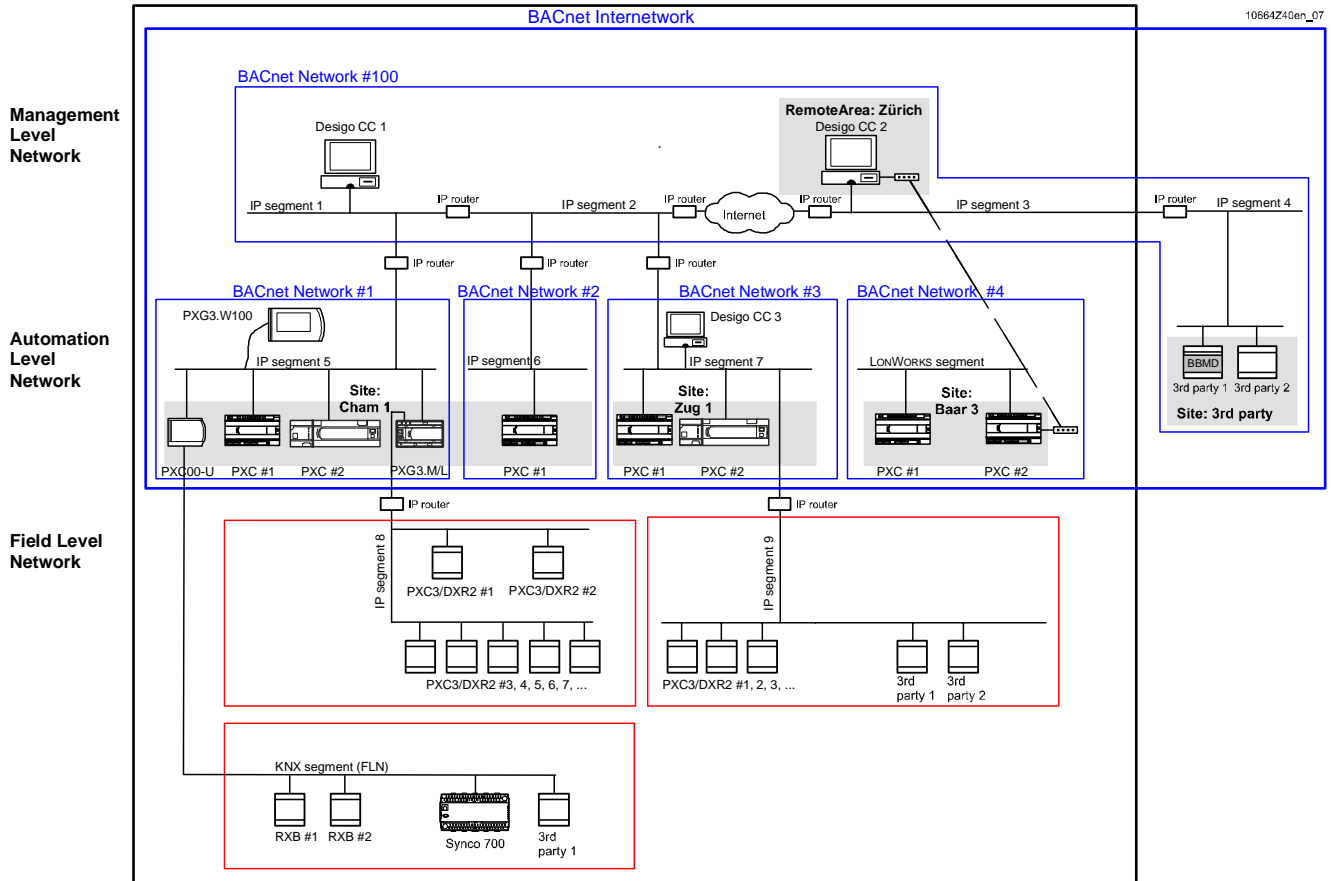 BACnet Internetwork
10664Z40en_07
BACnet Network #100
Management
Level
Network
RemoteArea: Zürich
Desigo CC 1
Desigo CC 2
IP segment 1
IP router
IP segment 2
IP router
Internet
IP router
IP segment 3
IP router
IP segment 4
IP router
IP router
IP router
BACnet Network #1
BACnet Network #2
BACnet Network #3
BACnet Network #4
PXG3.W100
Desigo CC 3
Automation
Level
Network
IP segment 5
IP segment 6
IP segment 7
LONWORKS segment
BBMD
3rd party 1
3rd party 2
Site:
Cham 1
Site:
Zug 1
Site:
Baar 3
Site: 3rd party
PXC00-U
PXC #1
PXC #2
PXG3.M/L
PXC #1
PXC #1
PXC #2
PXC #1
PXC #2
IP router
IP router
Field Level
Network
IP segment 8
IP segment 9
PXC3/DXR2 #1
PXC3/DXR2 #2
PXC3/DXR2 #3, 4, 5, 6, 7, ...
PXC3/DXR2 #1, 2, 3, ...
3rd
party 1
3rd
party 2
KNX segment (FLN)
RXB #1
RXB #2
Synco 700
3rd
party 1